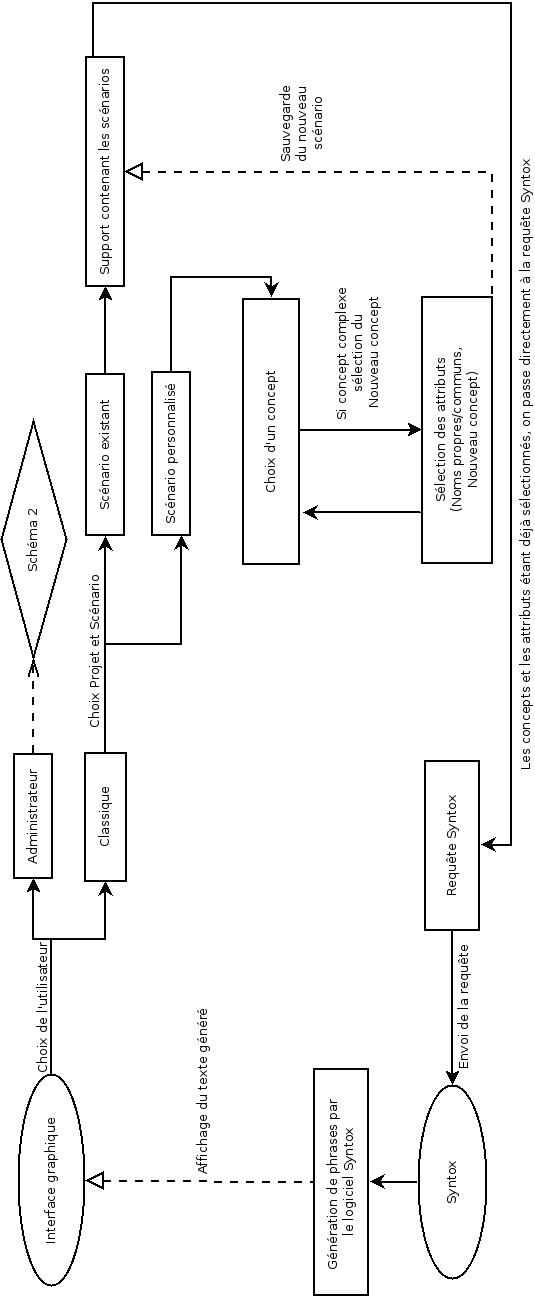 Interface graphique
Choix de l'utilisateur
Administrateur
Schéma 2
Classique
Choix Projet et Scénario
Scénario existant
Support contenant les scénarios
Scénario personnalisé
Choix d'un concept
Si concept complexe
sélection du
Nouveau concept
Sélection des attributs
(Noms propres/communs,
Nouveau concept)
Sauvegarde
du nouveau
scénario
Les concepts et les attributs étant déjà sélectionnés, on passe directement à la requête Syntox
Requête Syntox
Envoi de la requête
Syntox
Génération de phrases par
le logiciel Syntox
Affichage du texte généré